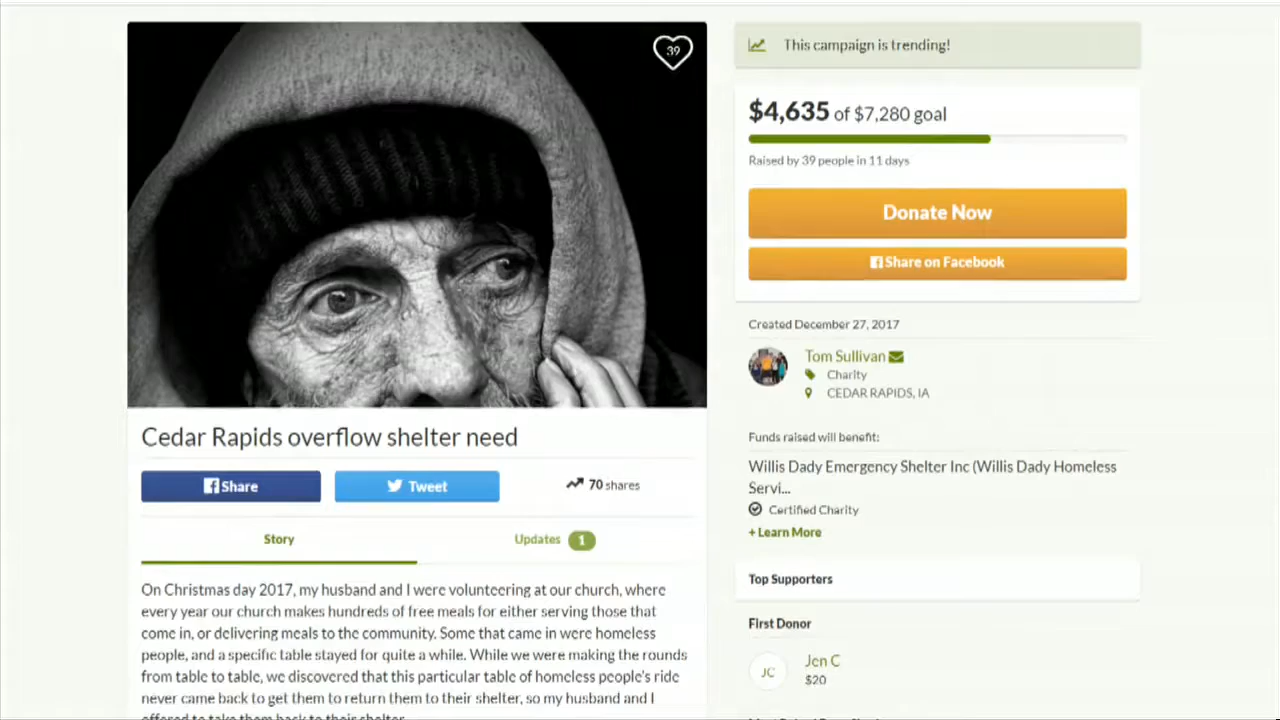 39
This campaign is trending!
$4,635 of $7,280 goal
Raised by 39 people in 11 days
Donate Now
Share on Facebook
Created December 27, 2017
Tom Sullivan
Charity
CEDAR RAPIDS, IA
Funds raised will benefit:
Willis Dady Emergency Shelter Inc (Willis Dady Homeless
Servi...
Certified Charity
+ Learn More
Top Supporters
First Donor
JC
Jen C
$20
Cedar Rapids overflow shelter need
Share
Tweet
70 shares
Story
Updates 1
On Christmas day 2017, my husband and I were volunteering at our church, where
every year our church makes hundreds of free meals for either serving those that
come in, or delivering meals to the community. Some that came in were homeless
people, and a specific table stayed for quite a while. While we were making the rounds
from table to table, we discovered that this particular table of homeless people's ride
never came back to get them to return them to their shelter, so my husband and I
offered to take them back to their shelter